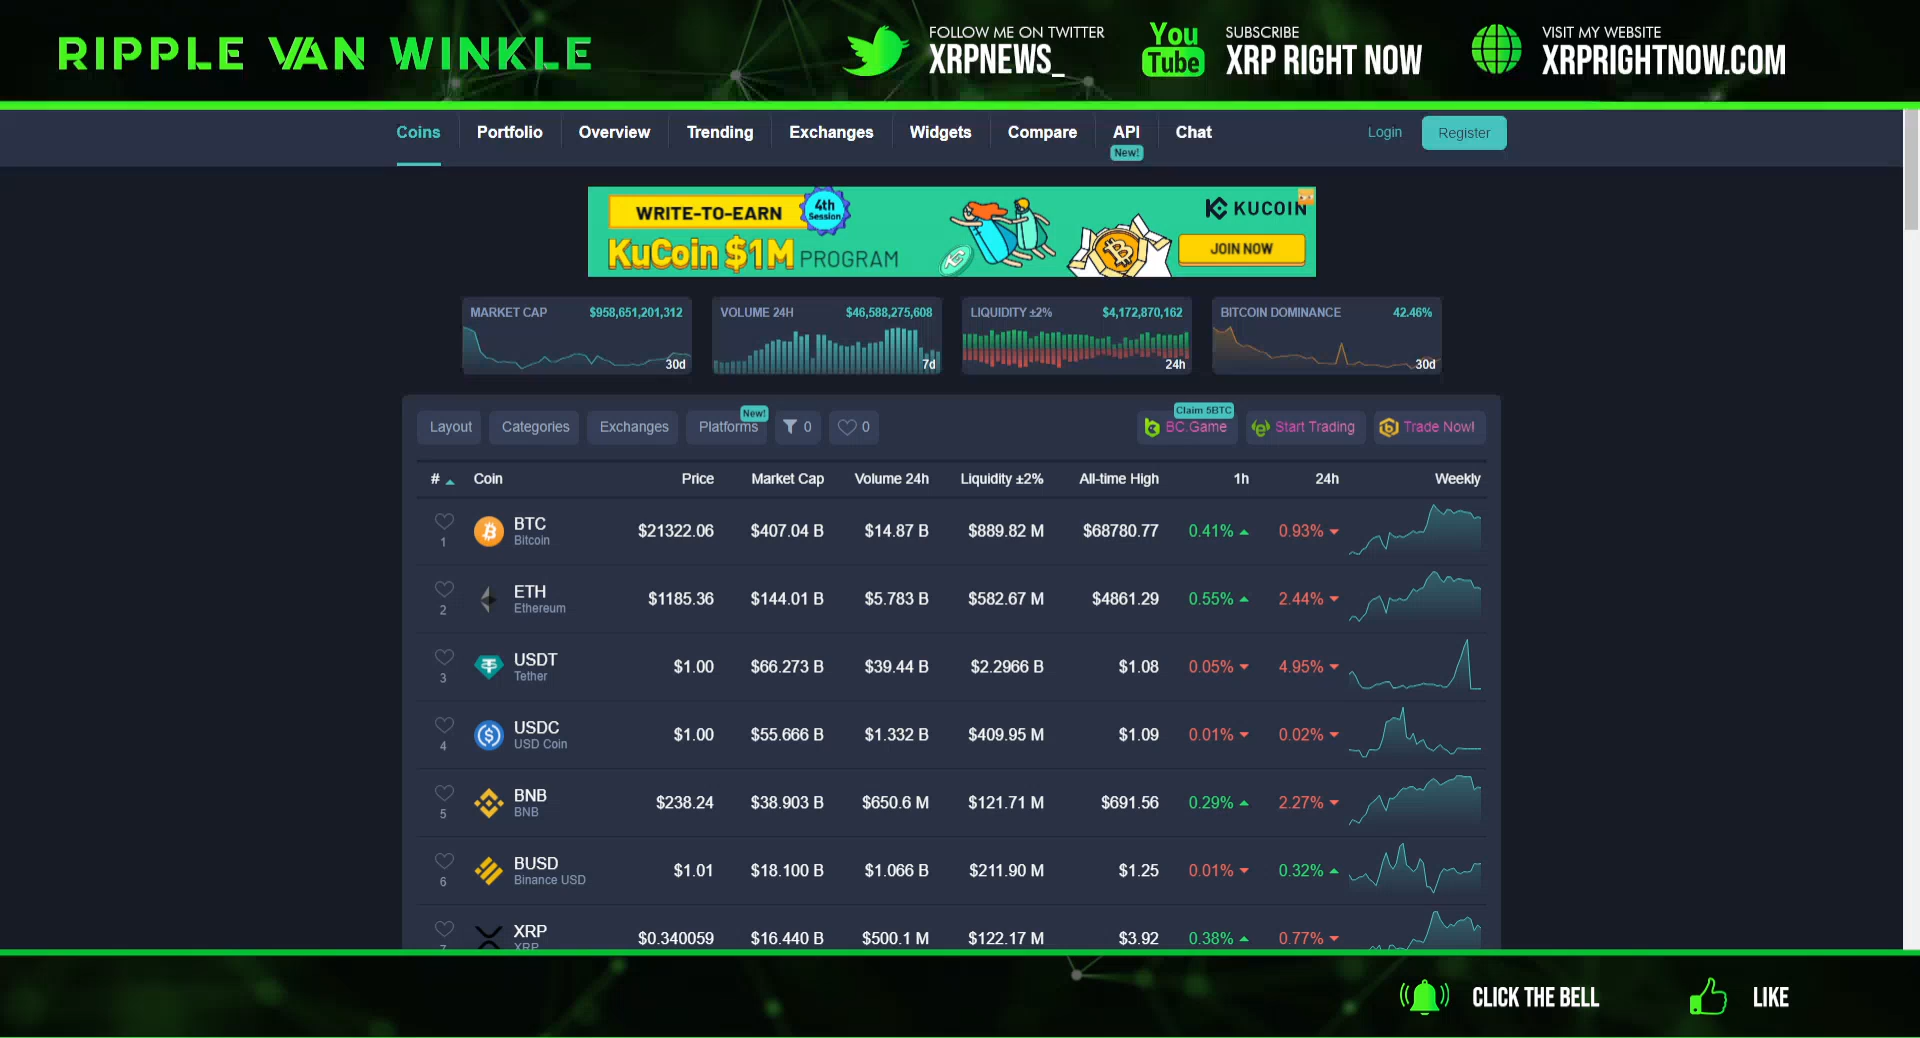 RIPPLE VAN WINKLE
FOLLOW ME ON TWITTER
XRPNEWS_
You
Tube
SUBSCRIBE
XRP RIGHT NOW
VISIT MY WEBSITE
XRPRIGHTNOW.COM
Coins Portfolio Overview Trending Exchanges Widgets Compare API Chat Login Register
New!
WRITE-TO-EARN
4th
Session
KuCoin $1M PROGRAM
KUCOIN
JOIN NOW
MARKET CAP $958,651,201,312
30d
VOLUME 24H $46,588,275,608
7d
LIQUIDITY ±2% $4,172,870,162
24h
BITCOIN DOMINANCE 42.46%
30d
New! Claim 5BTC
Layout Categories Exchanges Platforms 0 0 BC.Game Start Trading Trade Now!
# Coin Price Market Cap Volume 24h Liquidity ±2% All-time High 1h 24h Weekly
1 BTC Bitcoin $21322.06 $407.04 B $14.87 B $889.82 M $68780.77 0.41% 0.93%
2 ETH Ethereum $1185.36 $144.01 B $5.783 B $582.67 M $4861.29 0.55% 2.44%
3 USDT Tether $1.00 $66.273 B $39.44 B $2.2966 B $1.08 0.05% 4.95%
4 USDC USD Coin $1.00 $55.666 B $1.332 B $409.95 M $1.09 0.01% 0.02%
5 BNB BNB $238.24 $38.903 B $650.6 M $121.71 M $691.56 0.29% 2.27%
6 BUSD Binance USD $1.01 $18.100 B $1.066 B $211.90 M $1.25 0.01% 0.32%
7 XRP XRP $0.340059 $16.440 B $500.1 M $122.17 M $3.92 0.38% 0.77%
CLICK THE BELL
LIKE